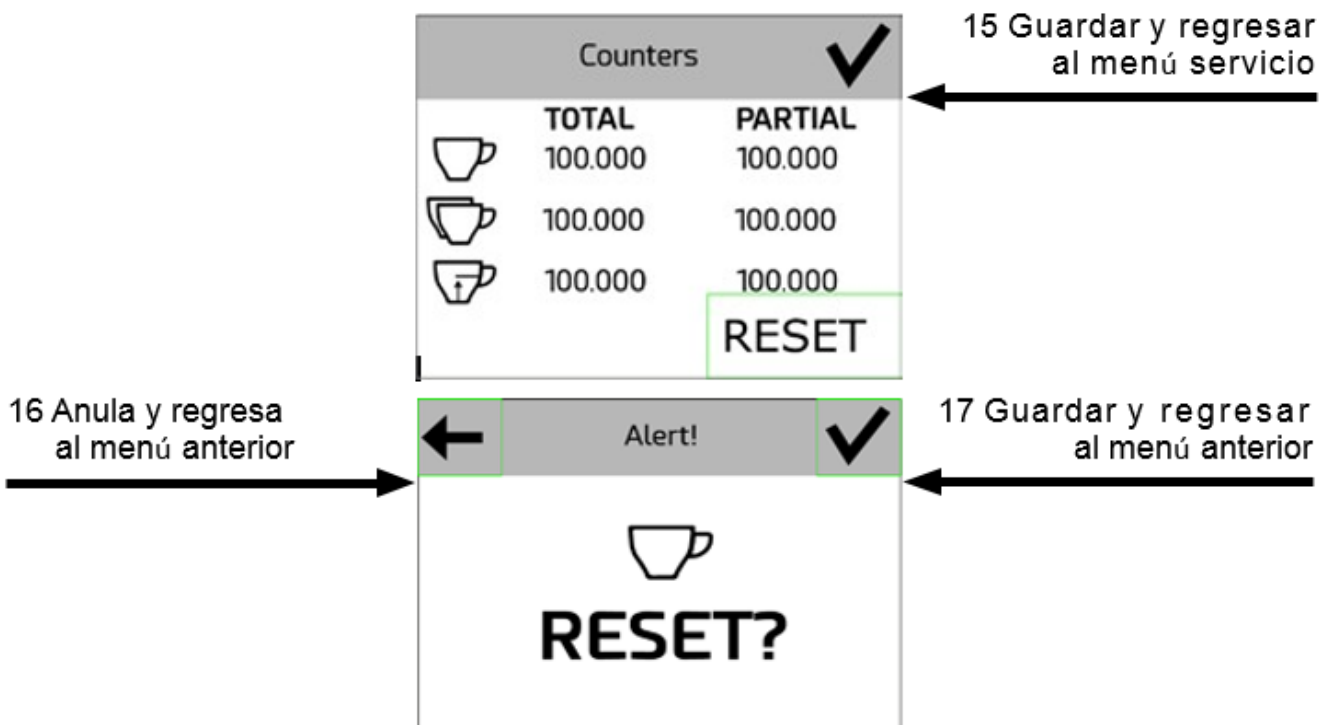 15 Guardar y regresar
al menú servicio
Counters
TOTAL PARTIAL
100.000 100.000
100.000 100.000
100.000 100.000
RESET
16 Anula y regresa
al menú anterior
Alert!
17 Guardar y regresar
al menú anterior
RESET?